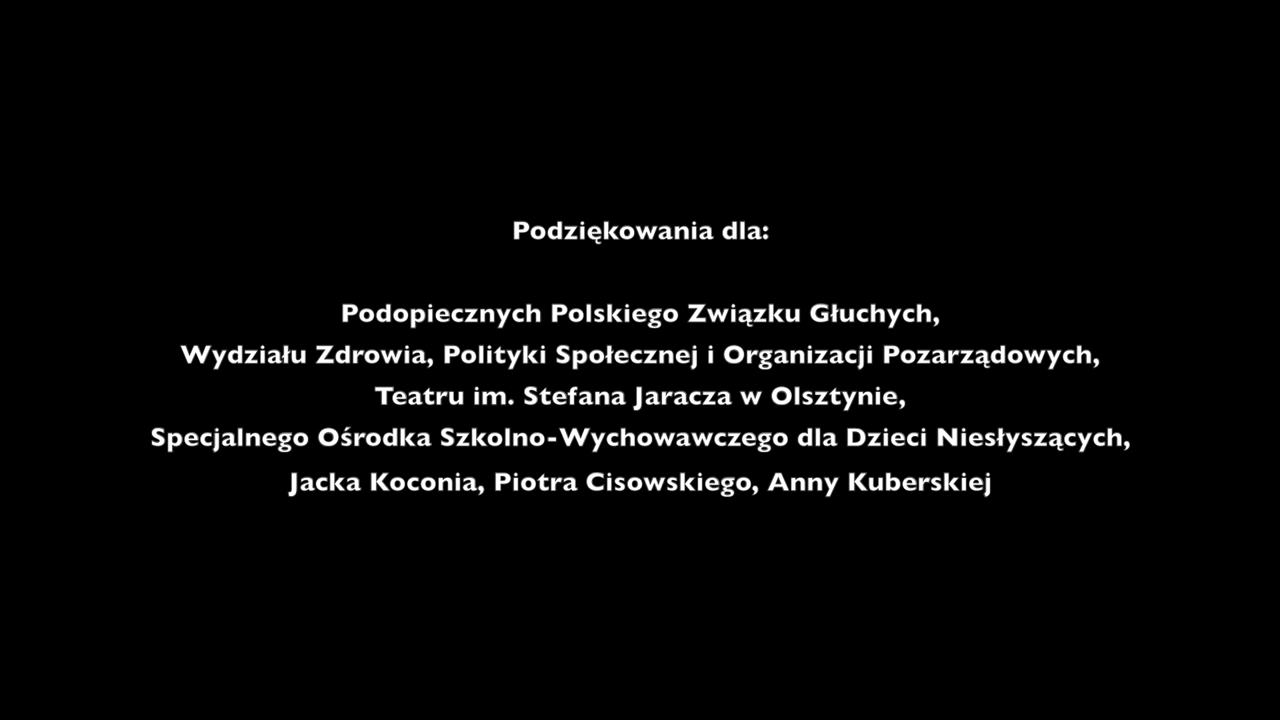 Podziękowania dla:
Podopiecznych Polskiego Związku Głuchych,
Wydziału Zdrowia, Polityki Społecznej i Organizacji Pozarządowych,
Teatru im. Stefana Jaracza w Olsztynie,
Specjalnego Ośrodka Szkolno-Wychowawczego dla Dzieci Niesłyszących,
Jacka Koconia, Piotra Cisowskiego, Anny Kuberskiej